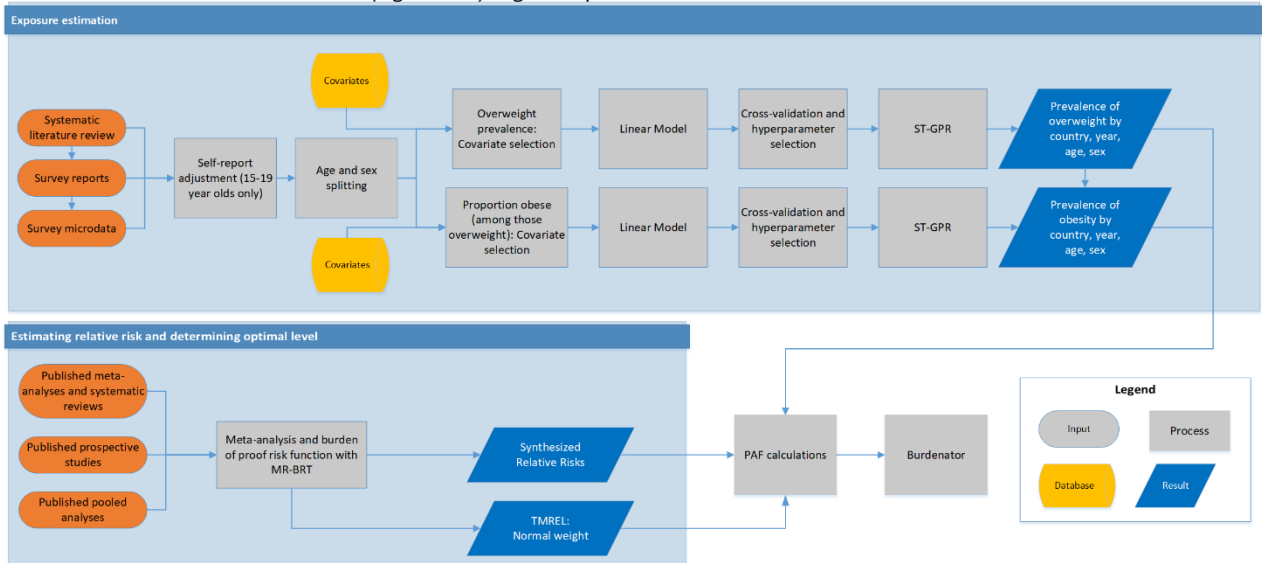 Exposure estimation
Covariates
Systematic
literature review
Survey reports
Survey microdata
Self-report
adjustment (15-19
year olds only)
Age and sex
splitting
Covariates
Overweight
prevalence:
Covariate selection
Linear Model
Cross-validation and
hyperparameter
selection
ST-GPR
Prevalence of
overweight by
country, year,
age, sex
Proportion obese
(among those
overweight): Covariate
selection
Linear Model
Cross-validation and
hyperparameter
selection
ST-GPR
Prevalence of
obesity by
country, year,
age, sex
Estimating relative risk and determining optimal level
Published meta-
analyses and systematic
reviews
Published prospective
studies
Published pooled
analyses
Meta-analysis and burden
of proof risk function with
MR-BRT
Synthesized
Relative Risks
TMREL:
Normal weight
PAF calculations
Burdenator
Legend
Input
Process
Database
Result